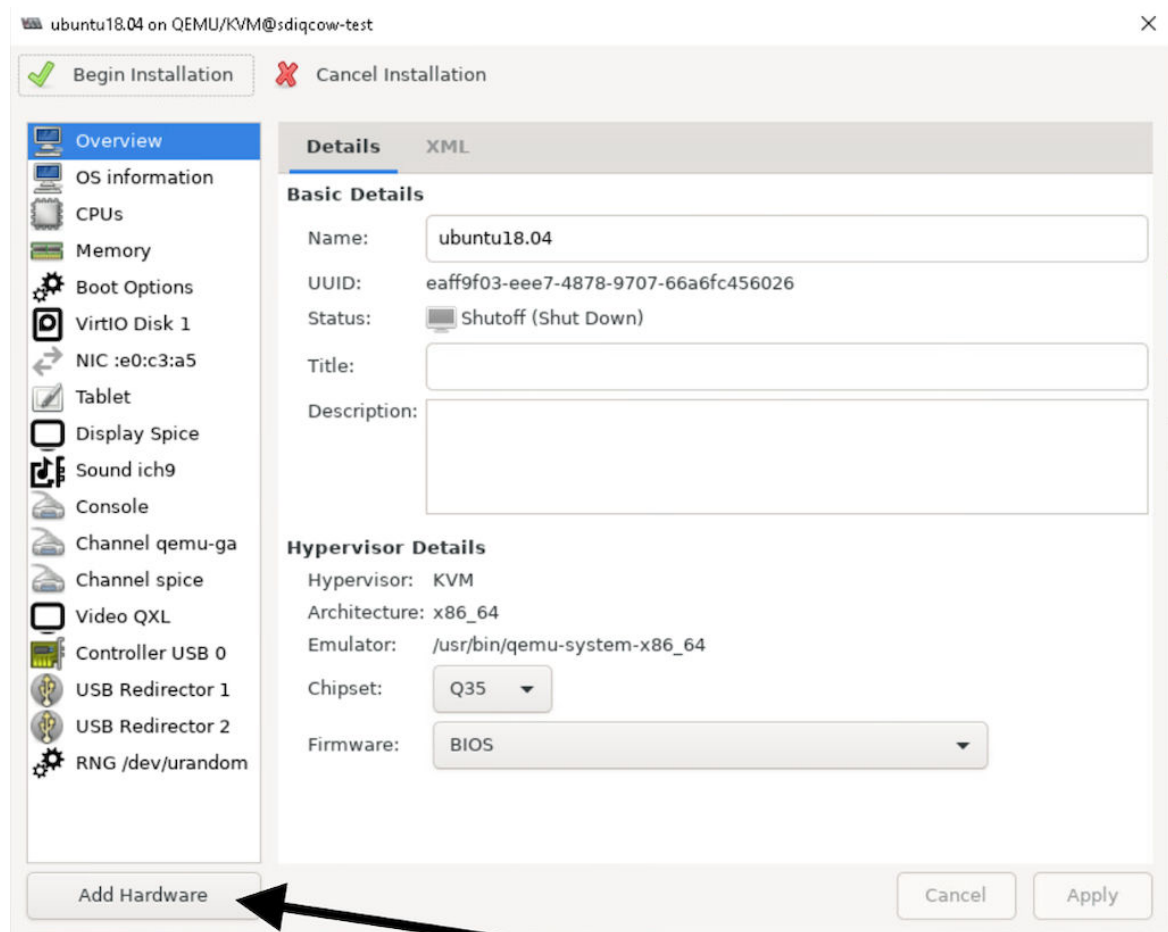 ubuntu18.04 on QEMU/KVM@sdiqcow-test
Begin Installation
Cancel Installation
Overview
OS information
CPUs
Memory
Boot Options
VirtIO Disk 1
NIC :e0:c3:a5
Tablet
Display Spice
Sound ich9
Console
Channel qemu-ga
Channel spice
Video QXL
Controller USB 0
USB Redirector 1
USB Redirector 2
RNG /dev/urandom
Add Hardware
Details XML
Basic Details
Name: ubuntu18.04
UUID: eaff9f03-eee7-4878-9707-66a6fc456026
Status: Shutoff (Shut Down)
Title:
Description:
Hypervisor Details
Hypervisor: KVM
Architecture: x86_64
Emulator: /usr/bin/qemu-system-x86_64
Chipset: Q35
Firmware: BIOS
Cancel Apply